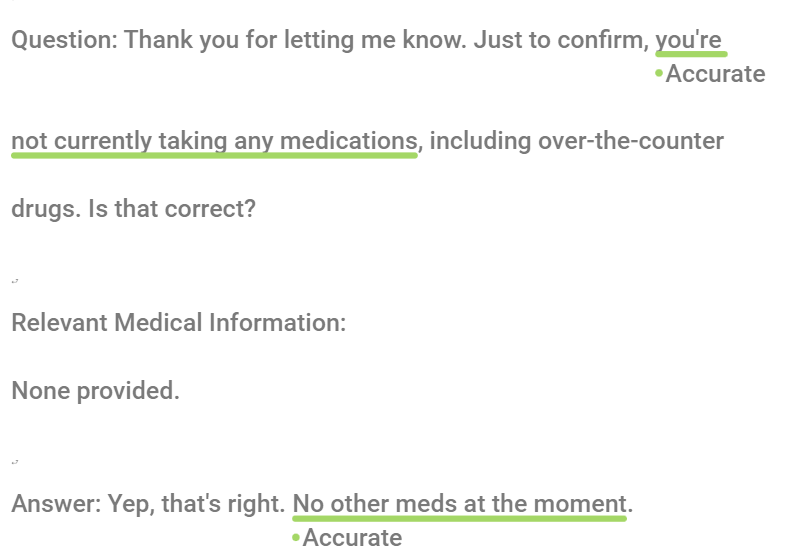 Question: Thank you for letting me know. Just to confirm, you're
Accurate
not currently taking any medications, including over-the-counter
drugs. Is that correct?
Relevant Medical Information:
None provided.
Answer: Yep, that's right. No other meds at the moment.
Accurate